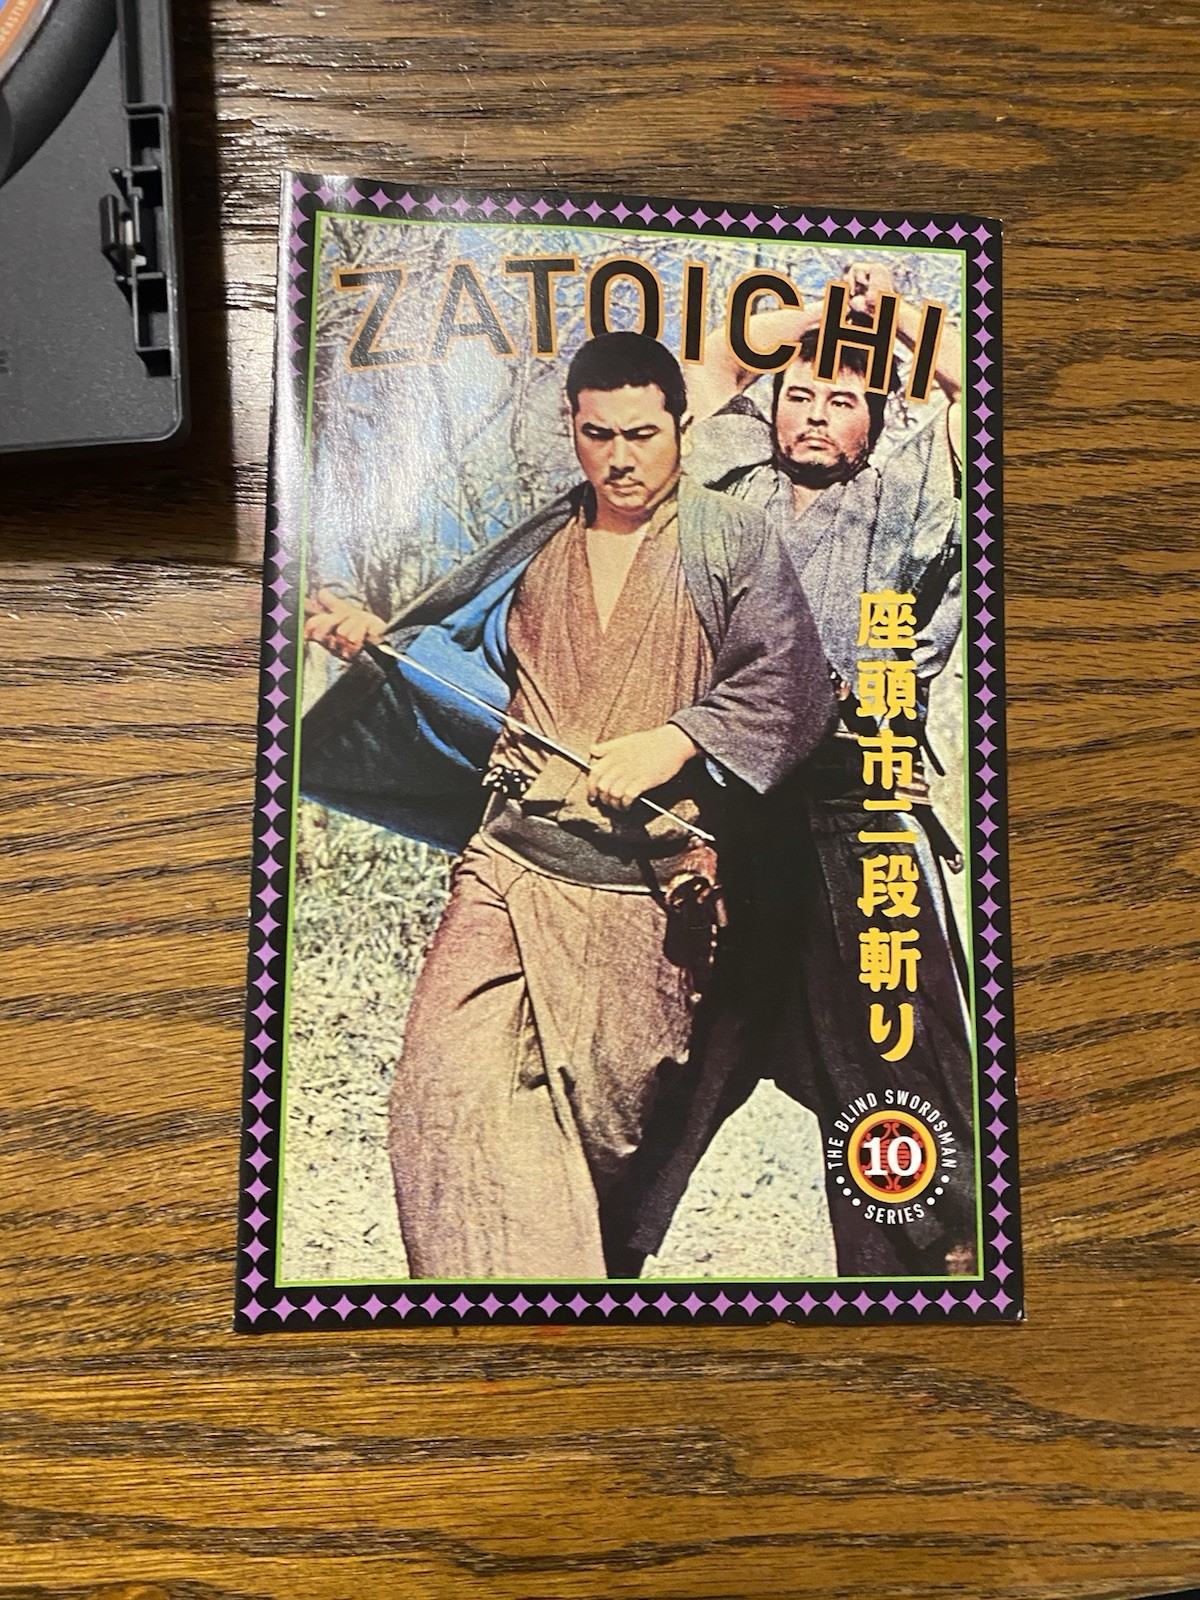 ZATOICHI
座頭市二段斬り
THE BLIND SWORDSMAN
10
SERIES